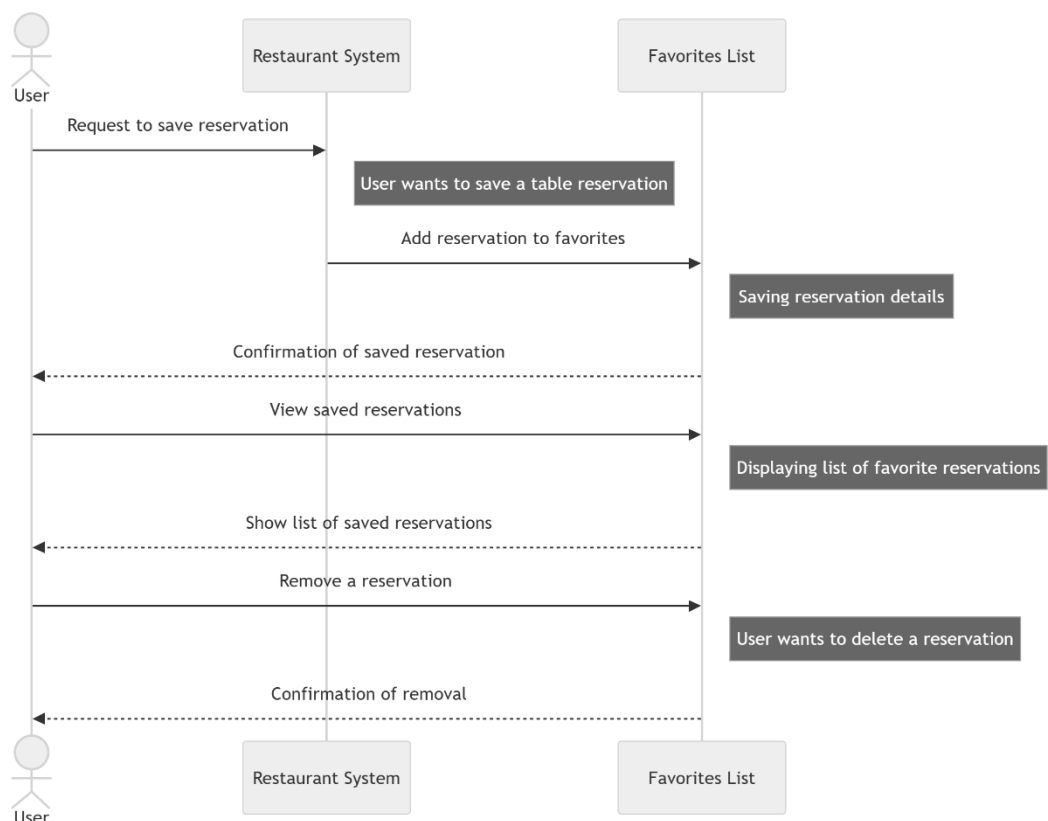 User
Restaurant System
Favorites List
Request to save reservation
User wants to save a table reservation
Add reservation to favorites
Saving reservation details
Confirmation of saved reservation
View saved reservations
Displaying list of favorite reservations
Show list of saved reservations
Remove a reservation
User wants to delete a reservation
Confirmation of removal
User
Restaurant System
Favorites List